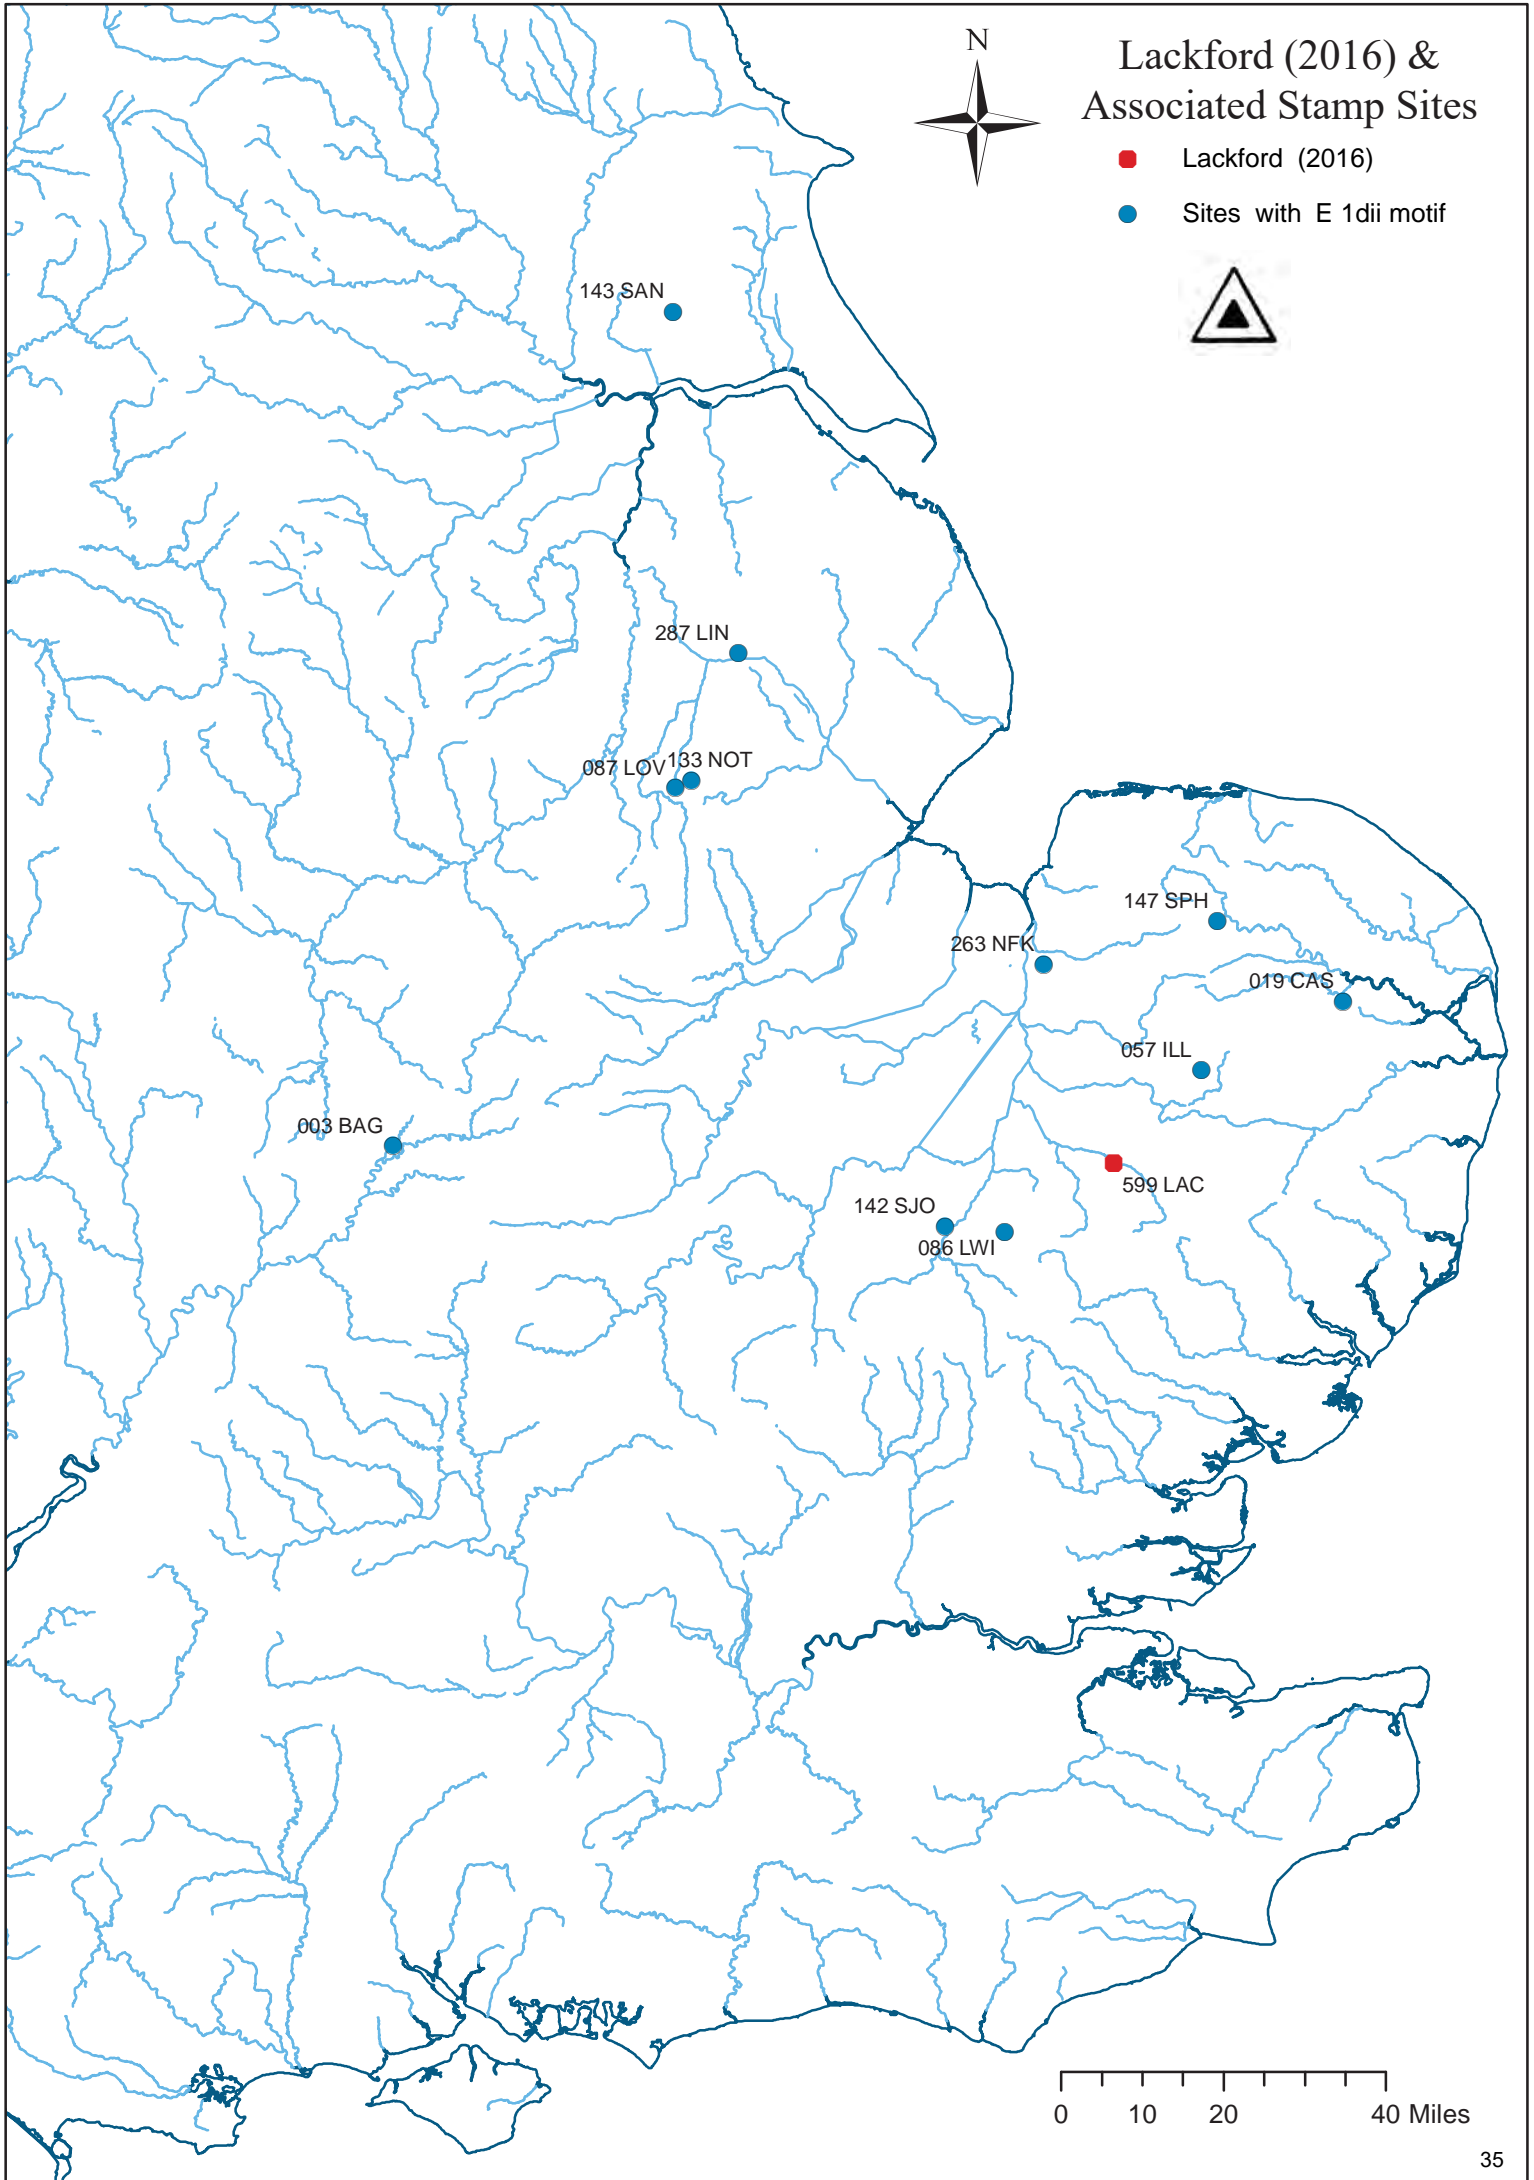 N
Lackford (2016) &
Associated Stamp Sites
Lackford (2016)
Sites with E 1dii motif
143 SAN
287 LIN
087 LOV
133 NOT
147 SPH
263 NFK
019 CAS
057 ILL
003 BAG
599 LAC
142 SJO
086 LWI
0 10 20 40 Miles
35